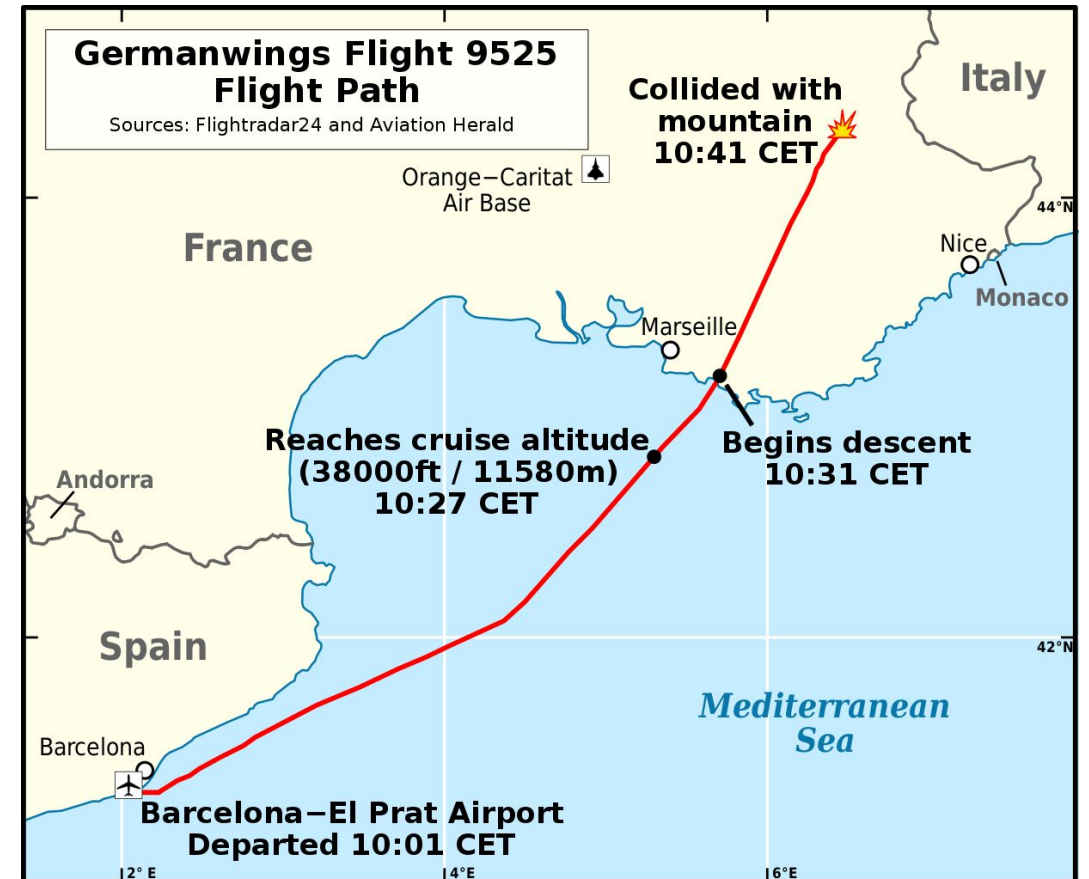 Germanwings Flight 9525
Flight Path
Sources: Flightradar24 and Aviation Herald
Collided with
mountain
10:41 CET
Italy
Orange−Caritat
Air Base
44°N
France
Nice
Monaco
Marseille
Reaches cruise altitude
(38000ft / 11580m)
10:27 CET
Begins descent
10:31 CET
Andorra
Spain
42°N
Mediterranean
Sea
Barcelona
Barcelona−El Prat Airport
Departed 10:01 CET
2° E
4°E
6°E